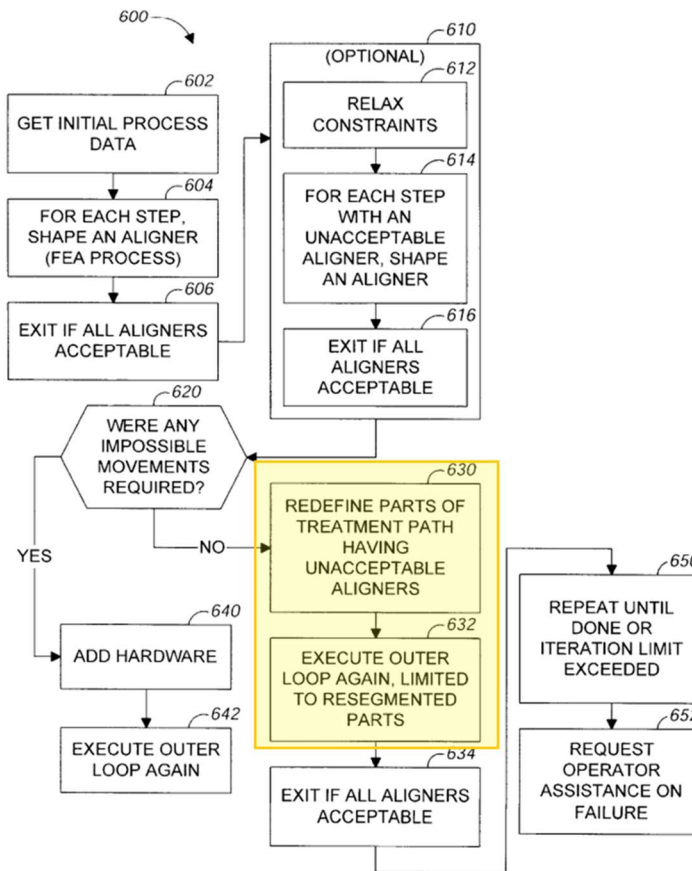 600
602
GET INITIAL PROCESS
DATA
604
FOR EACH STEP,
SHAPE AN ALIGNER
(FEA PROCESS)
606
EXIT IF ALL ALIGNERS
ACCEPTABLE
610
(OPTIONAL)
612
RELAX
CONSTRAINTS
614
FOR EACH STEP
WITH AN
UNACCEPTABLE
ALIGNER, SHAPE
AN ALIGNER
616
EXIT IF ALL
ALIGNERS
ACCEPTABLE
620
WERE ANY
IMPOSSIBLE
MOVEMENTS
REQUIRED?
YES
NO
630
REDEFINE PARTS OF
TREATMENT PATH
HAVING
UNACCEPTABLE
ALIGNERS
632
EXECUTE OUTER
LOOP AGAIN, LIMITED
TO RESEGMENTED
PARTS
634
EXIT IF ALL ALIGNERS
ACCEPTABLE
640
ADD HARDWARE
642
EXECUTE OUTER
LOOP AGAIN
650
REPEAT UNTIL
DONE OR
ITERATION LIMIT
EXCEEDED
652
REQUEST
OPERATOR
ASSISTANCE ON
FAILURE